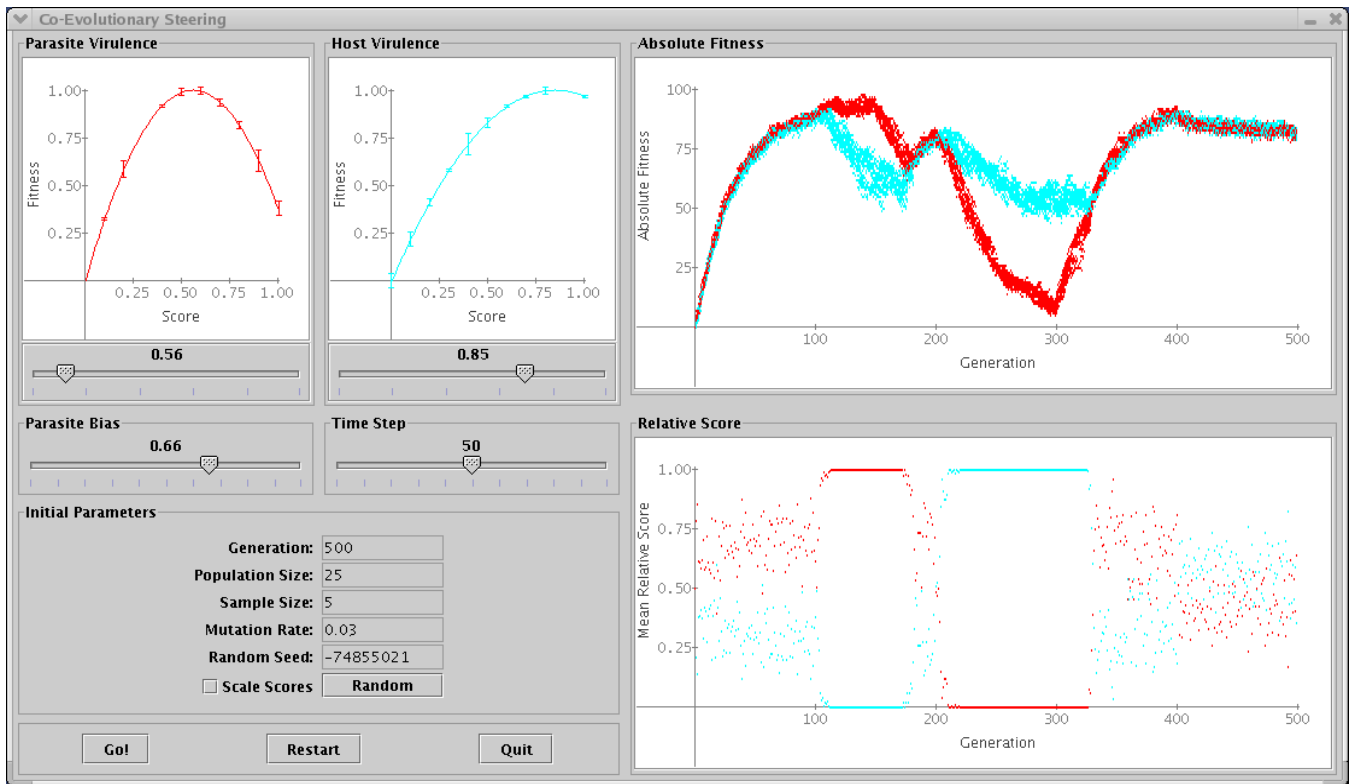 Co-Evolutionary Steering
Parasite Virulence
1.00
0.75
0.50
0.25
Fitness
0.25 0.50 0.75 1.00
Score
0.56
Host Virulence
1.00
0.75
0.50
0.25
Fitness
0.25 0.50 0.75 1.00
Score
0.85
Parasite Bias
0.66
Time Step
50
Initial Parameters
Generation: 500
Population Size: 25
Sample Size: 5
Mutation Rate: 0.03
Random Seed: -74855021
Scale Scores Random
Go! Restart Quit
Absolute Fitness
100
75
50
25
Absolute Fitness
100 200 300 400 500
Generation
Relative Score
1.00
0.75
0.50
0.25
Mean Relative Score
100 200 300 400 500
Generation